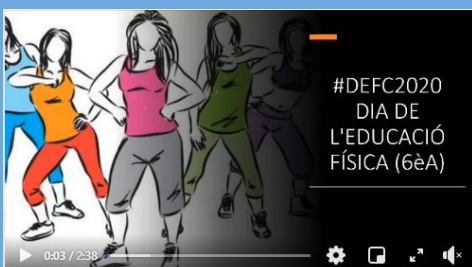 #DEFC2020
DIA DE
L'EDUCACIÓ
FÍSICA (6èA)
0:03 / 2:38